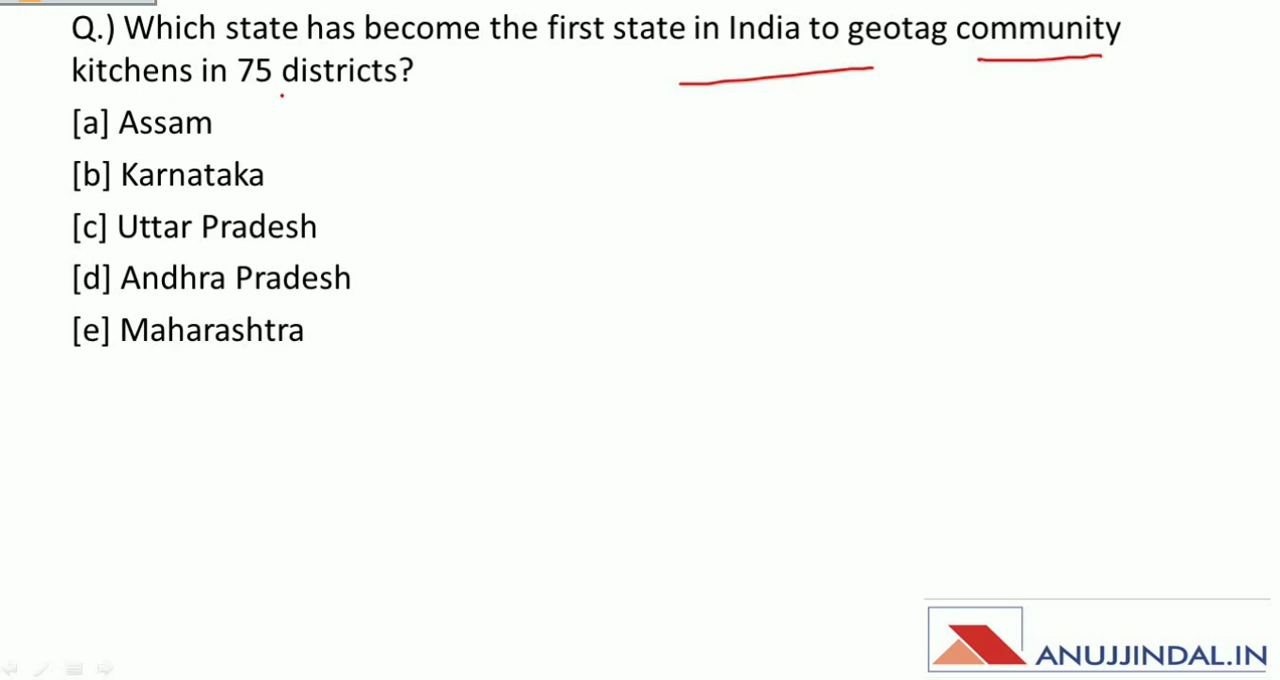 Q.) Which state has become the first state in India to geotag community
kitchens in 75 districts?
[a] Assam
[b] Karnataka
[c] Uttar Pradesh
[d] Andhra Pradesh
[e] Maharashtra
ANUJJINDAL.IN